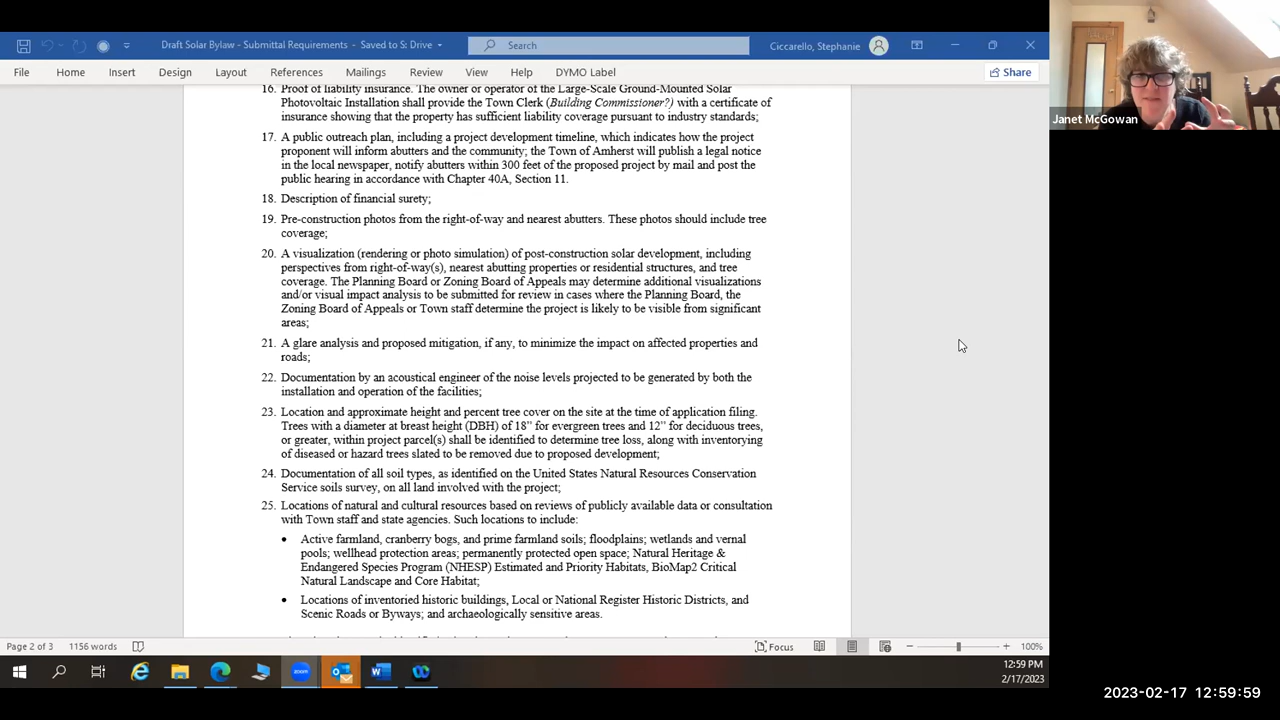 Draft Solar Bylaw - Submittal Requirements - Saved to S: Drive
Search
Ciccarello, Stephanie
File Home Insert Design Layout References Mailings Review View Help DYMO Label Share
16. Proof of liability insurance. The owner or operator of the Large-Scale Ground-Mounted Solar
Photovoltaic Installation shall provide the Town Clerk (Building Commissioner?) with a certificate of
insurance showing that the property has sufficient liability coverage pursuant to industry standards;
17. A public outreach plan, including a project development timeline, which indicates how the project
proponent will inform abutters and the community; the Town of Amherst will publish a legal notice
in the local newspaper, notify abutters within 300 feet of the proposed project by mail and post the
public hearing in accordance with Chapter 40A, Section 11.
18. Description of financial surety;
19. Pre-construction photos from the right-of-way and nearest abutters. These photos should include tree
coverage;
20. A visualization (rendering or photo simulation) of post-construction solar development, including
perspectives from right-of-way(s), nearest abutting properties or residential structures, and tree
coverage. The Planning Board or Zoning Board of Appeals may determine additional visualizations
and/or visual impact analysis to be submitted for review in cases where the Planning Board, the
Zoning Board of Appeals or Town staff determine the project is likely to be visible from significant
areas;
21. A glare analysis and proposed mitigation, if any, to minimize the impact on affected properties and
roads;
22. Documentation by an acoustical engineer of the noise levels projected to be generated by both the
installation and operation of the facilities;
23. Location and approximate height and percent tree cover on the site at the time of application filing.
Trees with a diameter at breast height (DBH) of 18” for evergreen trees and 12” for deciduous trees,
or greater, within project parcel(s) shall be identified to determine tree loss, along with inventorying
of diseased or hazard trees slated to be removed due to proposed development;
24. Documentation of all soil types, as identified on the United States Natural Resources Conservation
Service soils survey, on all land involved with the project;
25. Locations of natural and cultural resources based on reviews of publicly available data or consultation
with Town staff and state agencies. Such locations to include:
• Active farmland, cranberry bogs, and prime farmland soils; floodplains; wetlands and vernal
pools; wellhead protection areas; permanently protected open space; Natural Heritage &
Endangered Species Program (NHESP) Estimated and Priority Habitats, BioMap2 Critical
Natural Landscape and Core Habitat;
• Locations of inventoried historic buildings, Local or National Register Historic Districts, and
Scenic Roads or Byways; and archaeologically sensitive areas.
Page 2 of 3 1156 words Focus 100%
zoom
12:59 PM
2/17/2023
Janet McGowan
2023-02-17 12:59:59